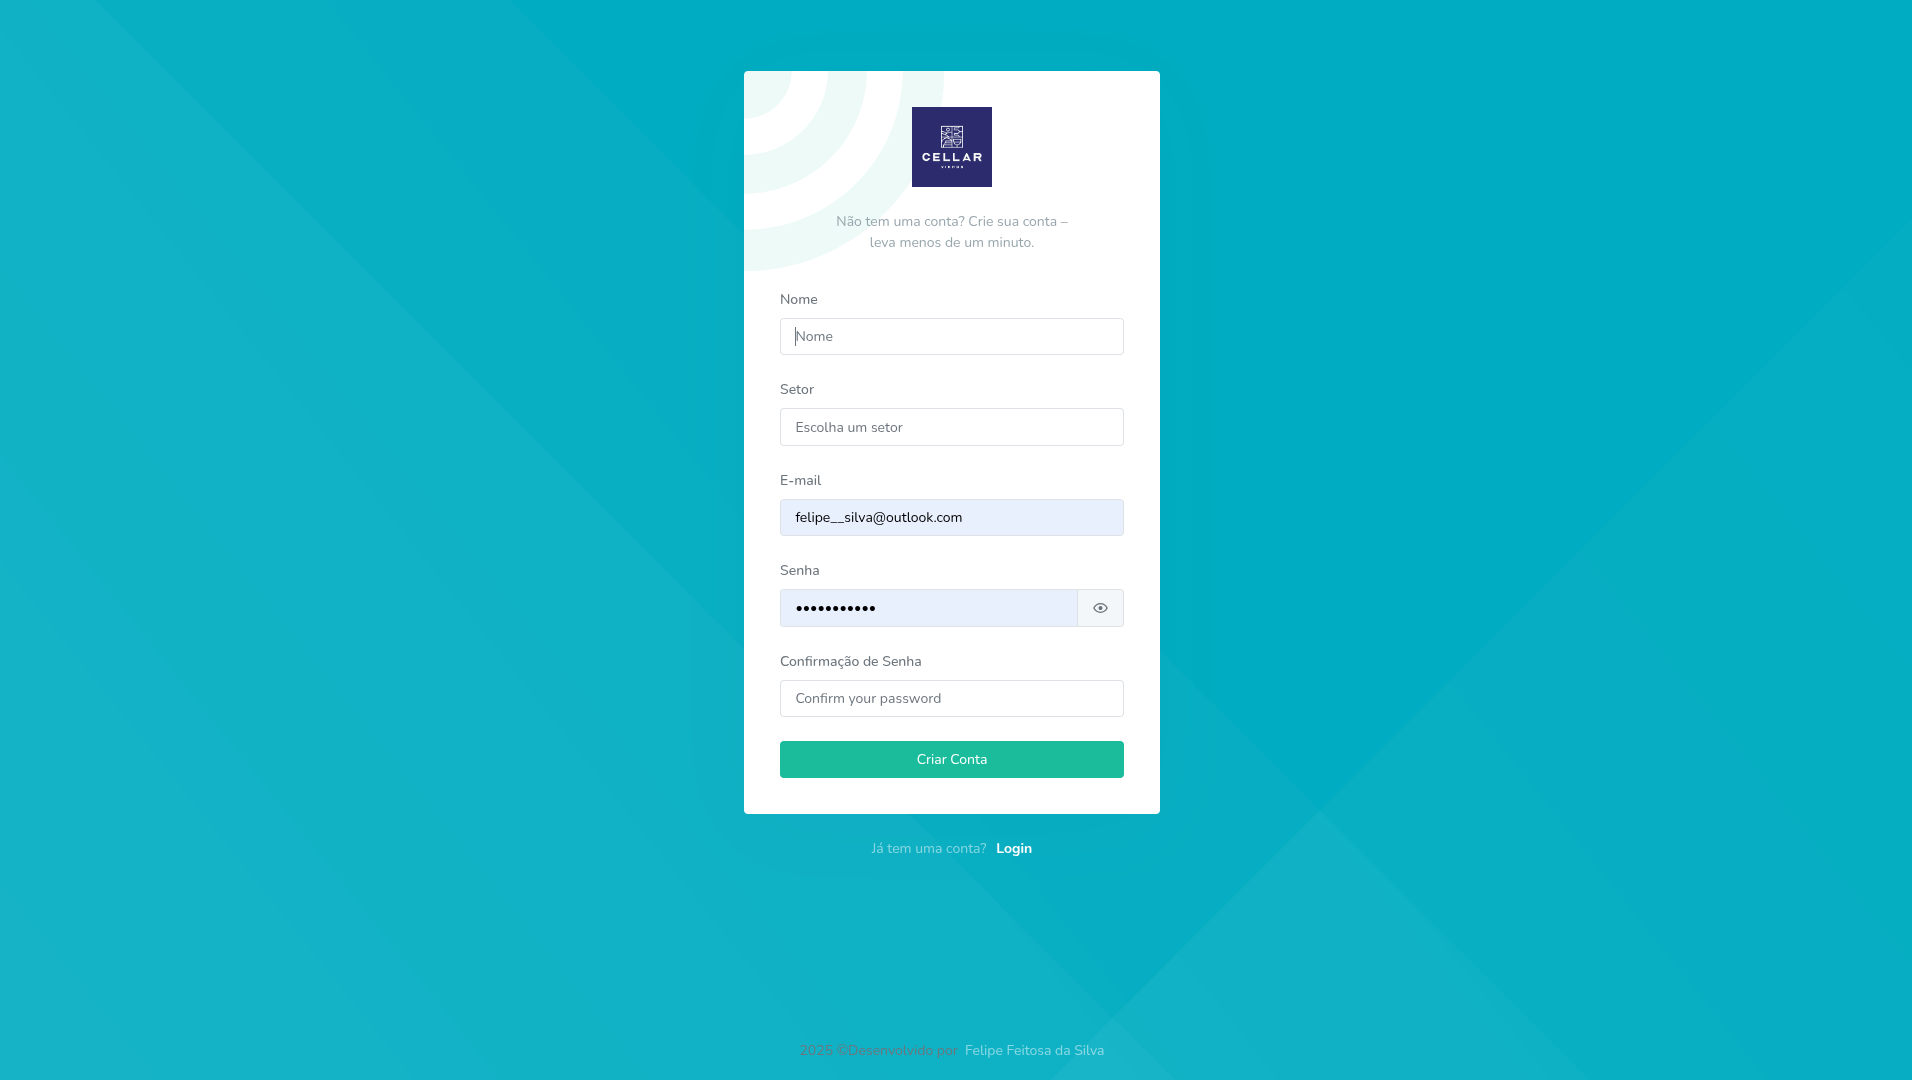 CELLAR
Não tem uma conta? Crie sua conta –
leva menos de um minuto.
Nome
Nome
Setor
Escolha um setor
E-mail
felipe__silva@outlook.com
Senha
•••••••••••
Confirmação de Senha
Confirm your password
Criar Conta
Já tem uma conta? Login
2025 ©Desenvolvido por Felipe Feitosa da Silva